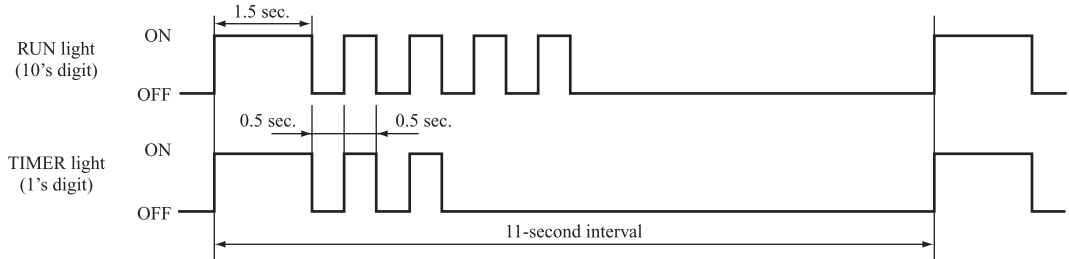 1.5 sec.
ON
RUN light
(10's digit)
OFF
0.5 sec.
0.5 sec.
ON
TIMER light
(1's digit)
OFF
11-second interval